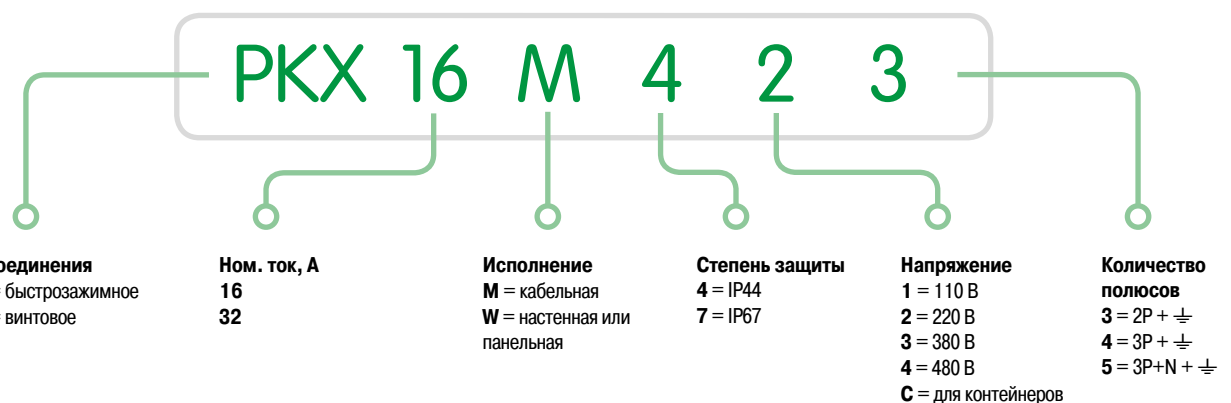 PKX 16 M 4 2 3
= быстрозажимное
= винтовое
Ном. ток, А
16
32
Исполнение
M = кабельная
W = настенная или
панельная
Степень защиты
4 = IP44
7 = IP67
Напряжение
1 = 110 В
2 = 220 В
3 = 380 В
4 = 480 В
C = для контейнеров
Количество
полюсов
3 = 2P + ⏚
4 = 3P + ⏚
5 = 3P+N + ⏚